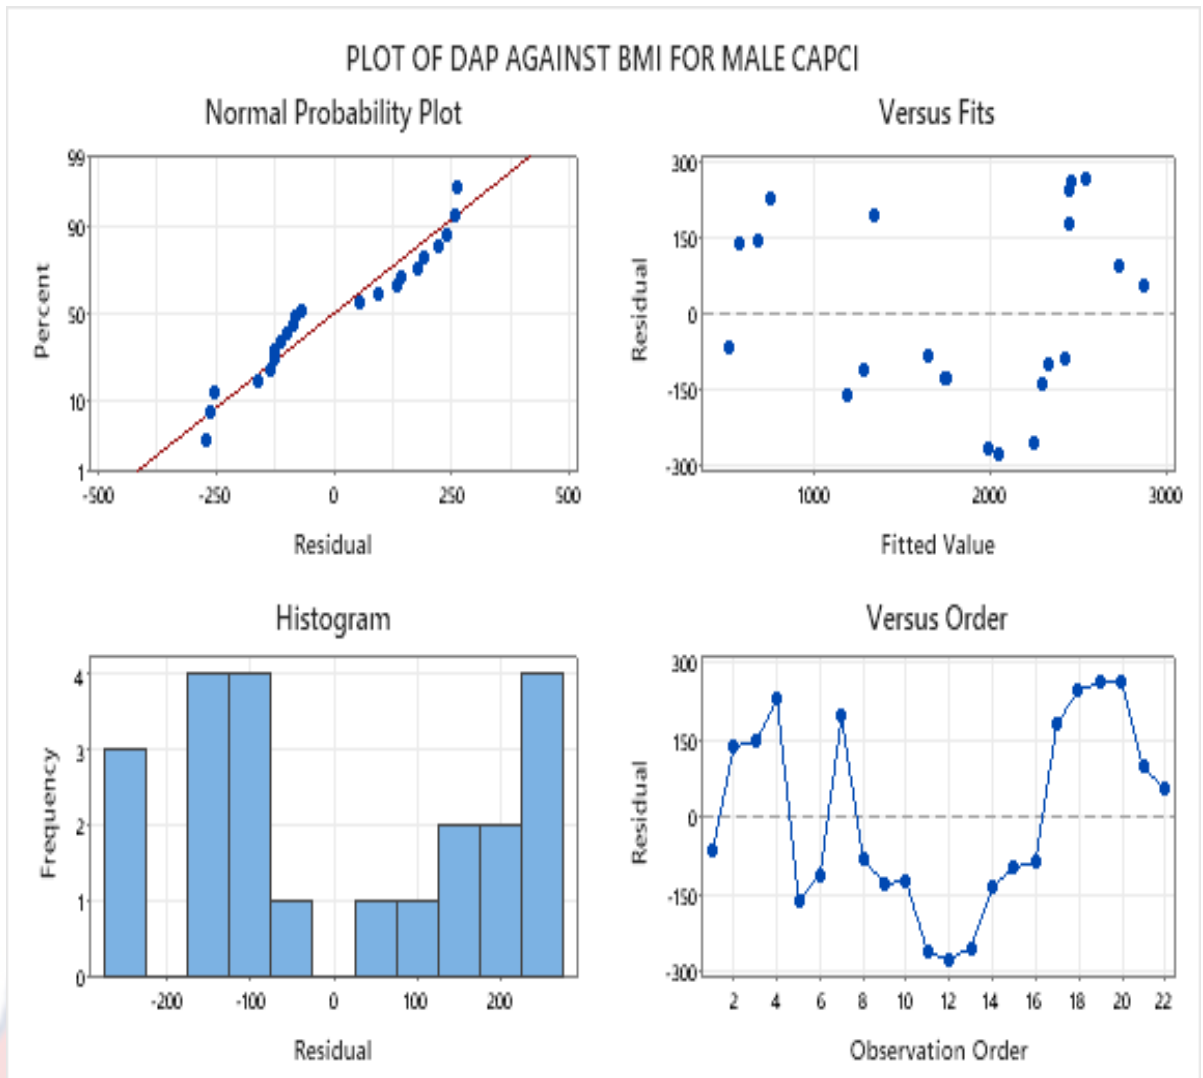 PLOT OF DAP AGAINST BMI FOR MALE CAPCI
Normal Probability Plot
99
90
50
10
1
Percent
-500 -250 0 250 500
Residual
Versus Fits
300
150
0
-150
-300
Residual
1000 2000 3000
Fitted Value
Histogram
4
3
2
1
0
Frequency
-200 -100 0 100 200
Residual
Versus Order
300
150
0
-150
-300
Residual
2 4 6 8 10 12 14 16 18 20 22
Observation Order